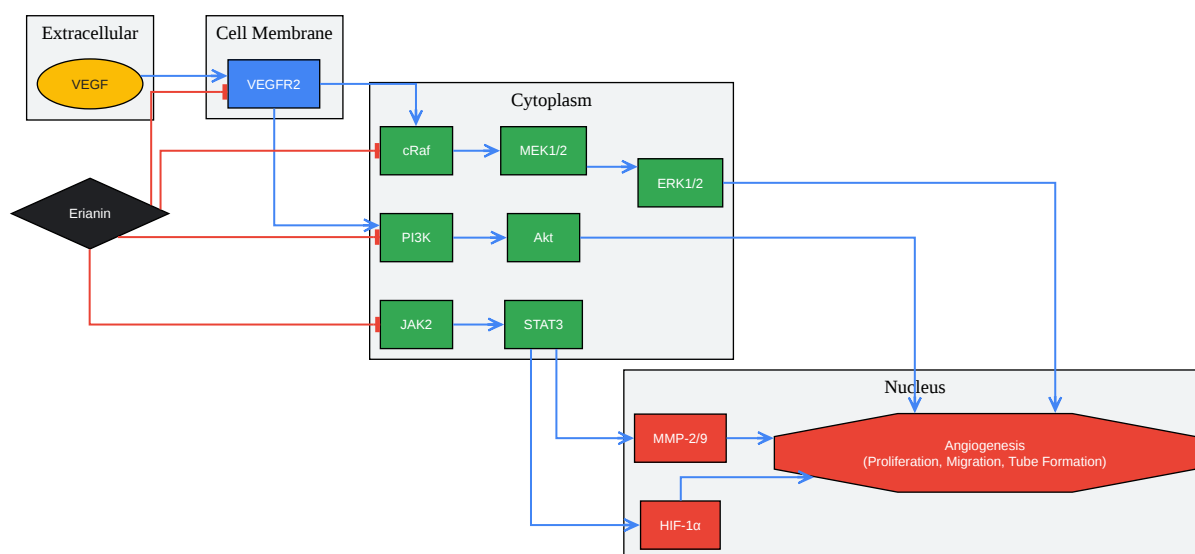 Extracellular
Cell Membrane
VEGF
VEGFR2
Cytoplasm
cRaf
MEK1/2
ERK1/2
Erianin
PI3K
Akt
JAK2
STAT3
Nucleus
MMP-2/9
Angiogenesis
(Proliferation, Migration, Tube Formation)
HIF-1α